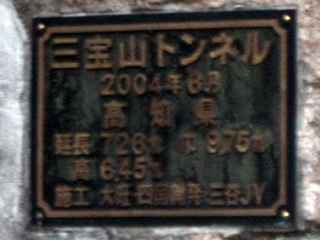 三宝山トンネル
2004年6月
高知県
延長 726m 巾 9.75m
高 6.45m
施工 大旺・四国開発・三谷JV